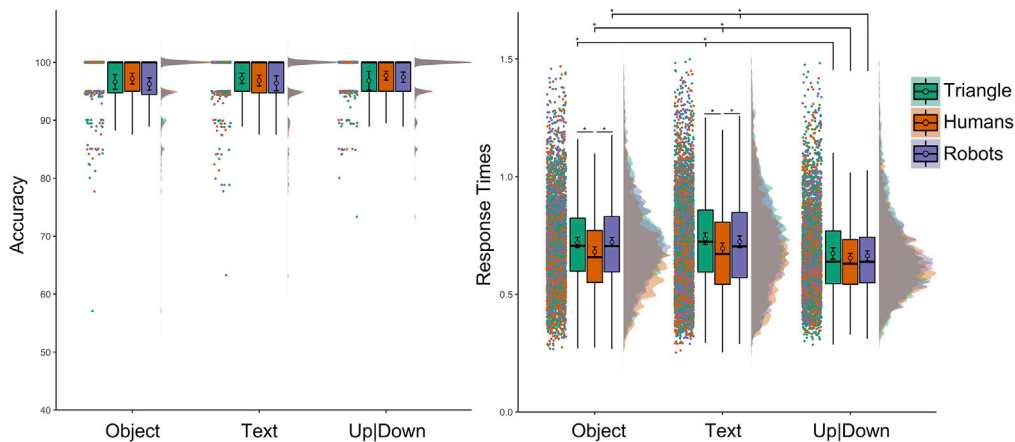 Accuracy
100
90
80
70
60
50
40
Object
Text
Up|Down
Response Times
1.5
1.0
0.5
0.0
Object
Text
Up|Down
*
*
*
*
*
*
*
*
*
*
Triangle
Humans
Robots